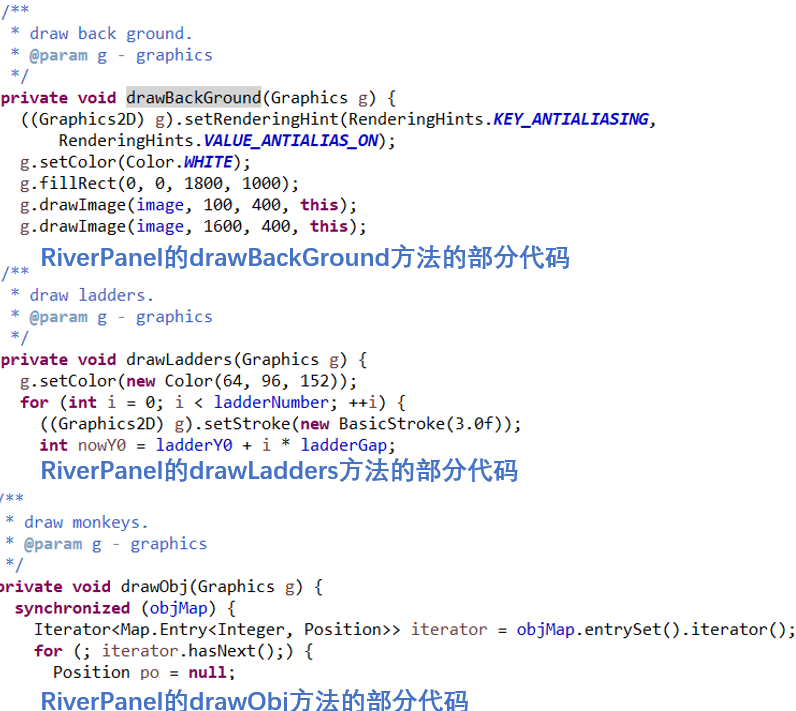 /**
 * draw back ground.
 * @param g - graphics
 */
private void drawBackGround(Graphics g) {
  ((Graphics2D) g).setRenderingHint(RenderingHints.KEY_ANTIALIASING,
      RenderingHints.VALUE_ANTIALIAS_ON);
  g.setColor(Color.WHITE);
  g.fillRect(0, 0, 1800, 1000);
  g.drawImage(image, 100, 400, this);
  g.drawImage(image, 1600, 400, this);
RiverPanel的drawBackGround方法的部分代码
/**
 * draw ladders.
 * @param g - graphics
 */
private void drawLadders(Graphics g) {
  g.setColor(new Color(64, 96, 152));
  for (int i = 0; i < ladderNumber; ++i) {
    ((Graphics2D) g).setStroke(new BasicStroke(3.0f));
    int nowY0 = ladderY0 + i * ladderGap;
RiverPanel的drawLadders方法的部分代码
/**
 * draw monkeys.
 * @param g - graphics
 */
private void drawObj(Graphics g) {
  synchronized (objMap) {
    Iterator<Map.Entry<Integer, Position>> iterator = objMap.entrySet().iterator();
    for (; iterator.hasNext();) {
      Position po = null;
RiverPanel的drawObj方法的部分代码